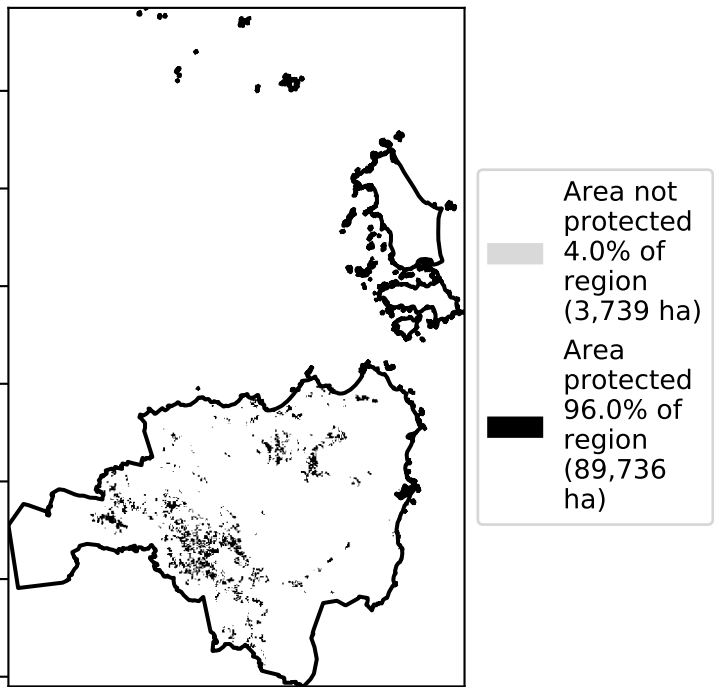 Area not
protected
4.0% of
region
(3,739 ha)
Area
protected
96.0% of
region
(89,736
ha)